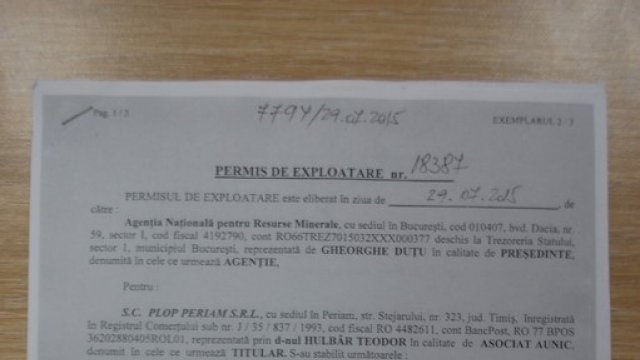 Pag. 1 / 3
7794/29.07.2015
EXEMPLARUL 2 / 3
PERMIS DE EXPLOATARE nr. 18387
PERMISUL DE EXPLOATARE este eliberat în ziua de 29.07.2015, de
către :
Agenția Națională pentru Resurse Minerale, cu sediul în București, cod 010407, bvd. Dacia, nr.
59, sector 1, cod fiscal 4192790, cont RO66TREZ7015032XXX000377 deschis la Trezoreria Statului,
sector 1, municipiul București, reprezentată de GHEORGHE DUȚU în calitate de PREȘEDINTE,
denumită în cele ce urmează AGENȚIE,
Pentru :
S.C. PLOP PERIAM S.R.L., cu sediul în Periam, str. Stejarului, nr. 323, jud. Timiș, înregistrată
în Registrul Comerțului sub nr. J / 35 / 837 / 1993, cod fiscal RO 4482611, cont BancPost, RO 77 BPOS
36202880405ROL01, reprezentată prin d-nul HULBĂR TEODOR în calitate de ASOCIAT AUNIC,
denumit în cele ce urmează TITULAR. S-au stabilit următoarele :